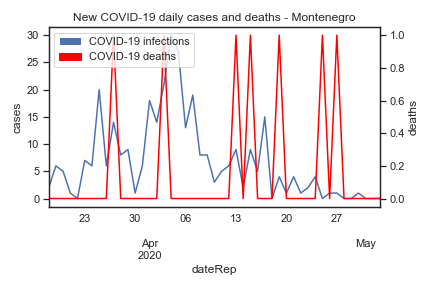 New COVID-19 daily cases and deaths - Montenegro
COVID-19 infections
COVID-19 deaths
30
25
20
15
10
5
0
cases
1.0
0.8
0.6
0.4
0.2
0.0
deaths
23 30 06 13 20 27
Apr May
2020
dateRep